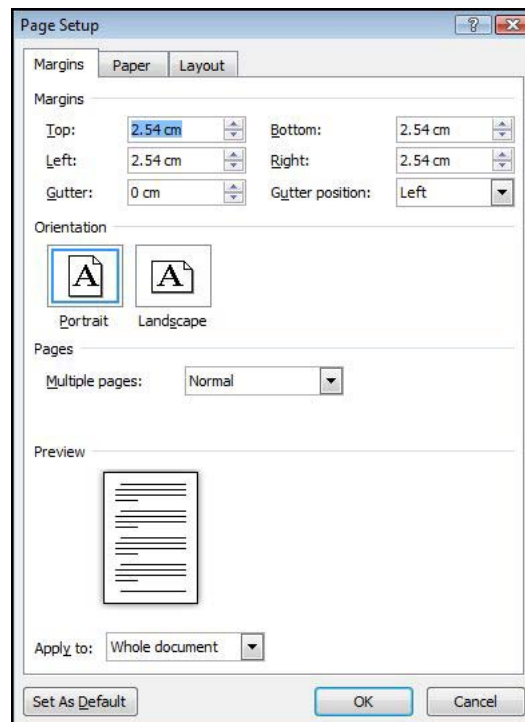 Page Setup
Margins Paper Layout
Margins
Top: 2.54 cm Bottom: 2.54 cm
Left: 2.54 cm Right: 2.54 cm
Gutter: 0 cm Gutter position: Left
Orientation
A A
Portrait Landscape
Pages
Multiple pages: Normal
Preview
Apply to: Whole document
Set As Default OK Cancel